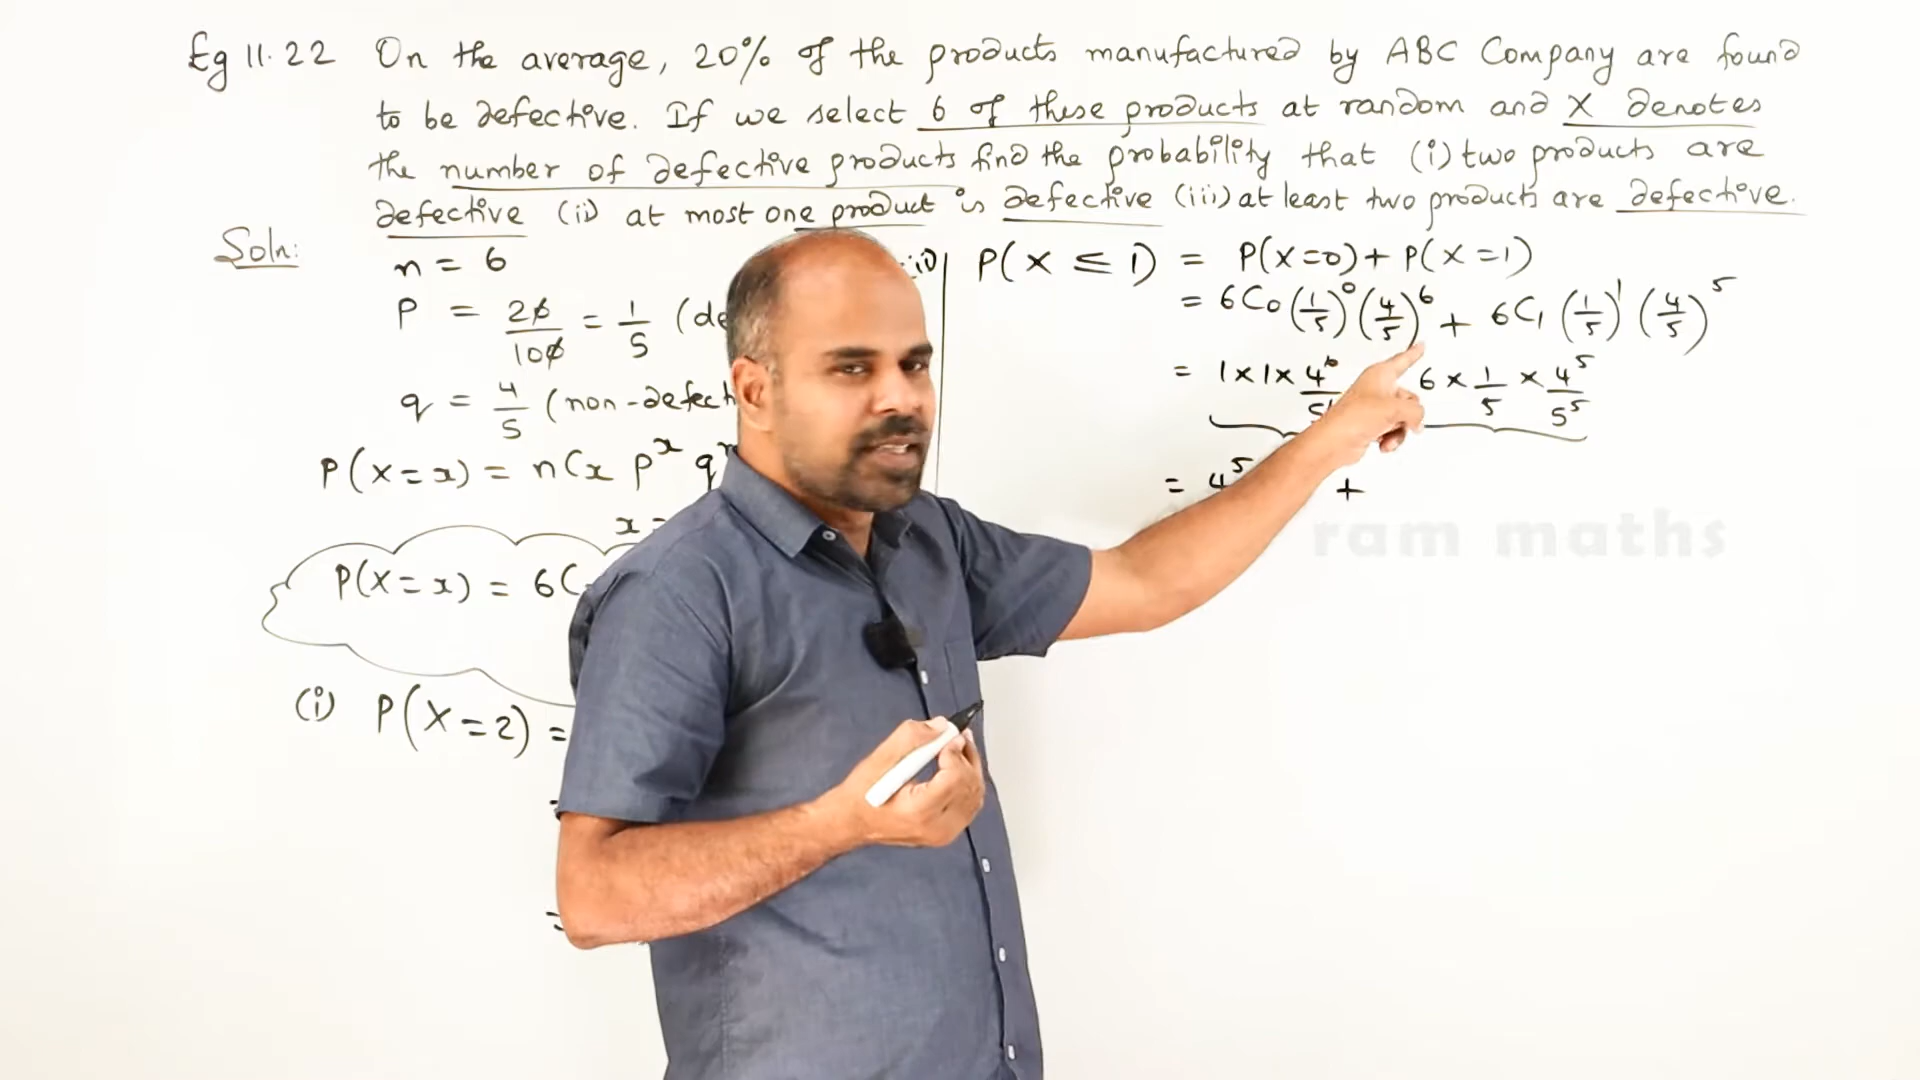 Eg 11.22 On the average, 20% of the products manufactured by ABC Company are found
to be defective. If we select 6 of these products at random and X denotes
the number of defective products find the probability that (i) two products are
defective (ii) at most one product is defective (iii) at least two products are defective.
Soln:
n = 6
P = 20/100 = 1/5 (de
q = 4/5 (non-defect
P(X=x) = nCx p^x q
x =
P(X=x) = 6C
(i) P(X=2) =
=
=
P(X ≤ 1) = P(X=0) + P(X=1)
= 6C0 (1/5)^0 (4/5)^6 + 6C1 (1/5)^1 (4/5)^5
= 1×1× 4^6/5 6 × 1/5 × 4^5/5^5
= 4^5 +
ram maths